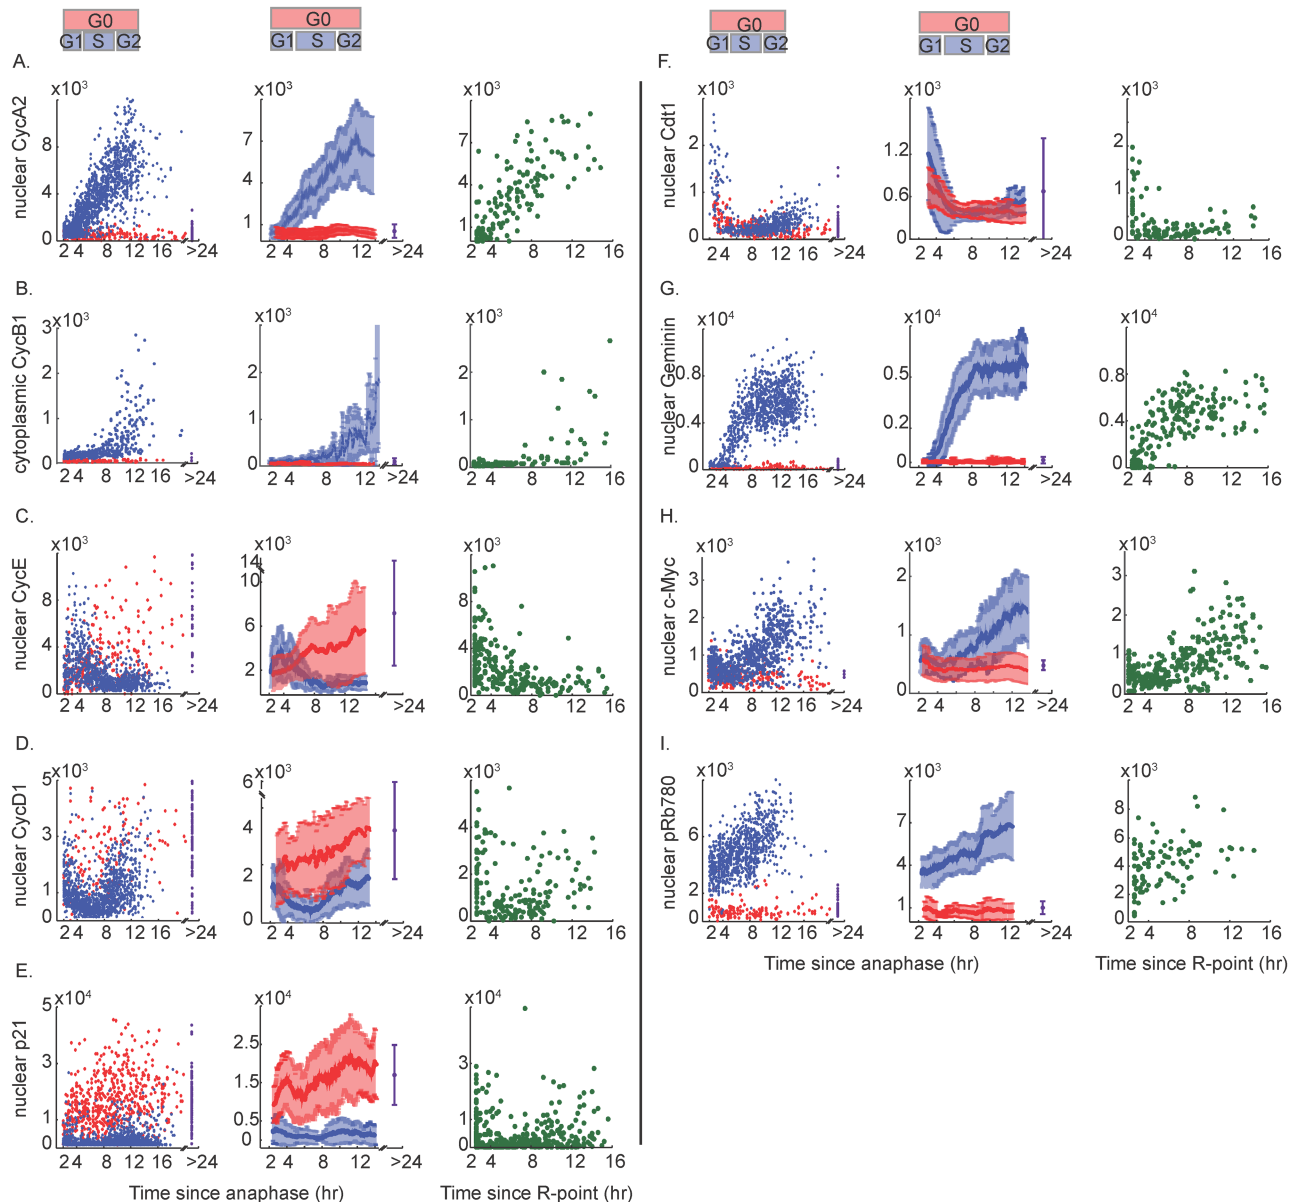 G0
G1 S G2
G0
G1 S G2
G0
G1 S G2
G0
G1 S G2
A.
nuclear CycA2
x10³
8
4
0
2 4 8 12 16 >24
x10³
7
4
1
2 4 8 12 >24
x10³
7
4
1
2 4 8 12 16
B.
cytoplasmic CycB1
x10³
3
2
1
0
2 4 8 12 16 >24
x10³
2
1
0
2 4 8 12 >24
x10³
2
1
0
2 4 8 12 16
C.
nuclear CycE
x10³
8
4
0
2 4 8 12 16 >24
x10³
14
10
6
2
2 4 8 12 >24
x10³
8
4
0
2 4 8 12 16
D.
nuclear CycD1
x10³
5
3
1
0
2 4 8 12 16 >24
x10³
6
4
2
0
2 4 8 12 >24
x10³
4
2
0
2 4 8 12 16
E.
nuclear p21
x10⁴
5
3
1
0
2 4 8 12 16 >24
x10⁴
2.5
1.5
0.5
0
2 4 8 12 >24
x10⁴
3
1
0
2 4 8 12 16
Time since anaphase (hr)
Time since R-point (hr)
F.
nuclear Cdt1
x10³
2
1
0
2 4 8 12 16 >24
x10³
1.2
0.6
0
2 4 8 12 >24
x10³
2
1
0
2 4 8 12 16
G.
nuclear Geminin
x10⁴
0.8
0.4
0
2 4 8 12 16 >24
x10⁴
0.5
0.2
0
2 4 8 12 >24
x10⁴
0.8
0.4
0
2 4 8 12 16
H.
nuclear c-Myc
x10³
3
2
1
0
2 4 8 12 16 >24
x10³
2
1
0
2 4 8 12 >24
x10³
3
2
1
0
2 4 8 12 16
I.
nuclear pRb780
x10³
6
2
0
2 4 8 12 16 >24
x10³
7
4
1
2 4 8 12 >24
x10³
8
6
4
2
0
2 4 8 12 16
Time since anaphase (hr)
Time since R-point (hr)